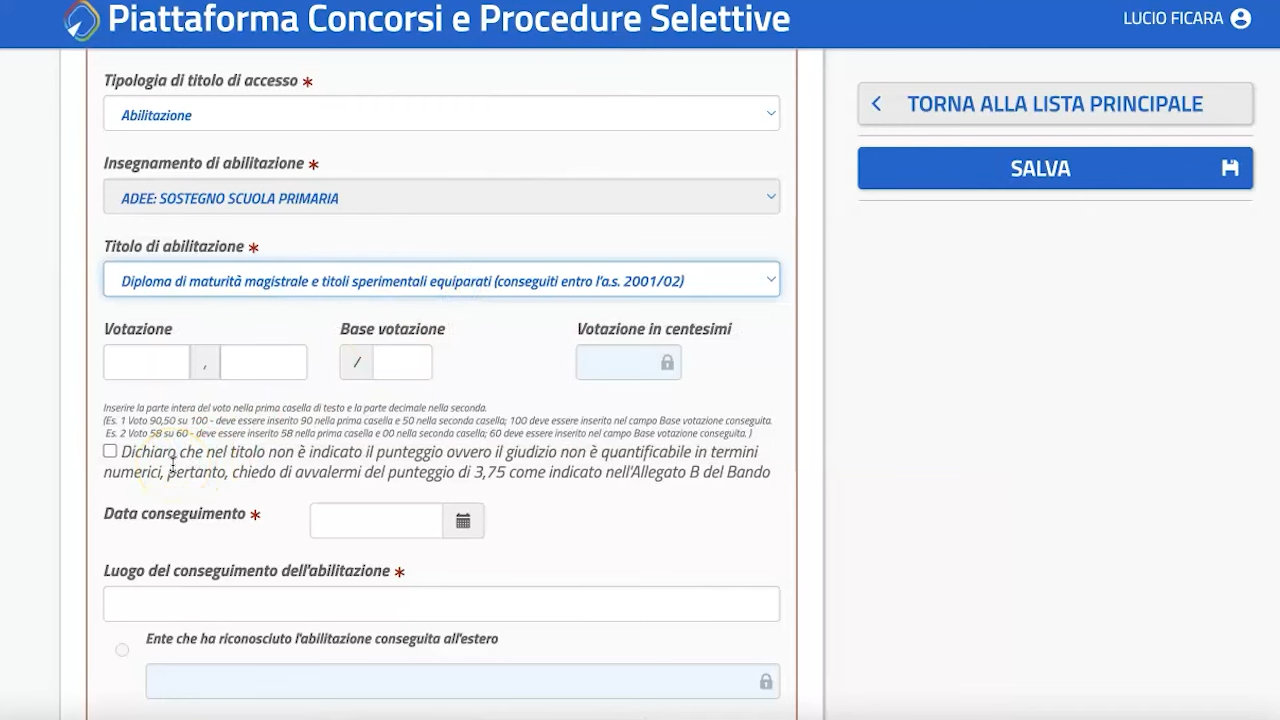 Piattaforma Concorsi e Procedure Selettive
LUCIO FICARA
Tipologia di titolo di accesso *
Abilitazione
Insegnamento di abilitazione *
ADEE: SOSTEGNO SCUOLA PRIMARIA
Titolo di abilitazione *
Diploma di maturità magistrale e titoli sperimentali equiparati (conseguiti entro l'a.s. 2001/02)
Votazione
Base votazione
Votazione in centesimi
,
/
Inserire la parte intera del voto nella prima casella di testo e la parte decimale nella seconda.
(Es. 1 Voto 90,50 su 100 - deve essere inserito 90 nella prima casella e 50 nella seconda casella; 100 deve essere inserito nel campo Base votazione conseguita.
Es. 2 Voto 58 su 60 - deve essere inserito 58 nella prima casella e 00 nella seconda casella; 60 deve essere inserito nel campo Base votazione conseguita. )
Dichiaro che nel titolo non è indicato il punteggio ovvero il giudizio non è quantificabile in termini
numerici, pertanto, chiedo di avvalermi del punteggio di 3,75 come indicato nell'Allegato B del Bando
Data conseguimento *
Luogo del conseguimento dell'abilitazione *
Ente che ha riconosciuto l'abilitazione conseguita all'estero
TORNA ALLA LISTA PRINCIPALE
SALVA